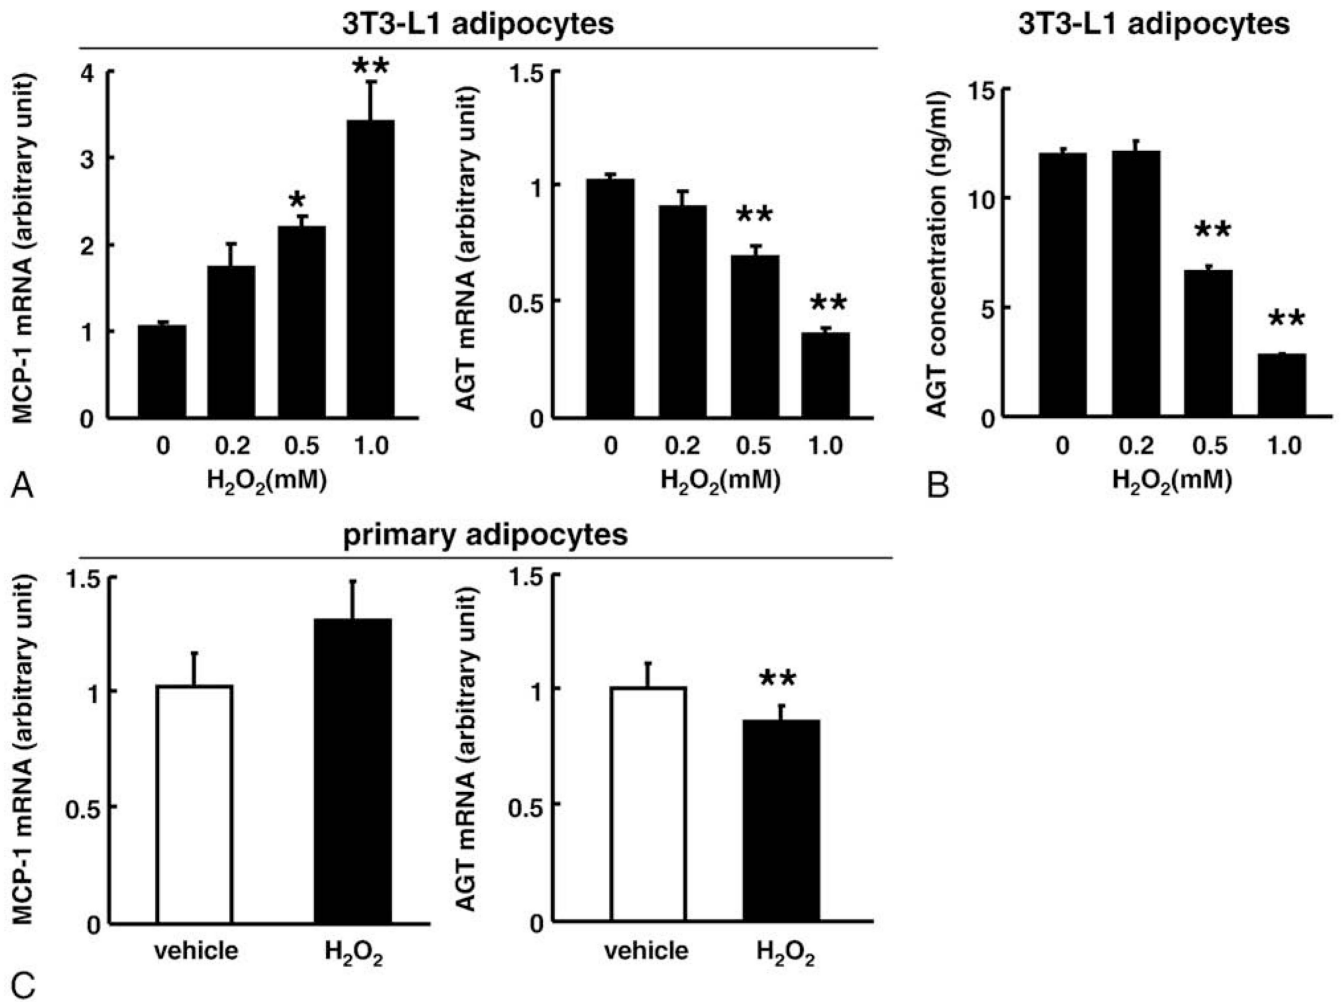 3T3-L1 adipocytes
MCP-1 mRNA (arbitrary unit)
4
3
2
1
0
*
**
0 0.2 0.5 1.0
H₂O₂(mM)
AGT mRNA (arbitrary unit)
1.5
1
0.5
0
**
**
0 0.2 0.5 1.0
H₂O₂(mM)
A
3T3-L1 adipocytes
AGT concentration (ng/ml)
15
10
5
0
**
**
0 0.2 0.5 1.0
H₂O₂(mM)
B
primary adipocytes
MCP-1 mRNA (arbitrary unit)
1.5
1
0.5
0
vehicle H₂O₂
AGT mRNA (arbitrary unit)
1.5
1
0.5
0
**
vehicle H₂O₂
C